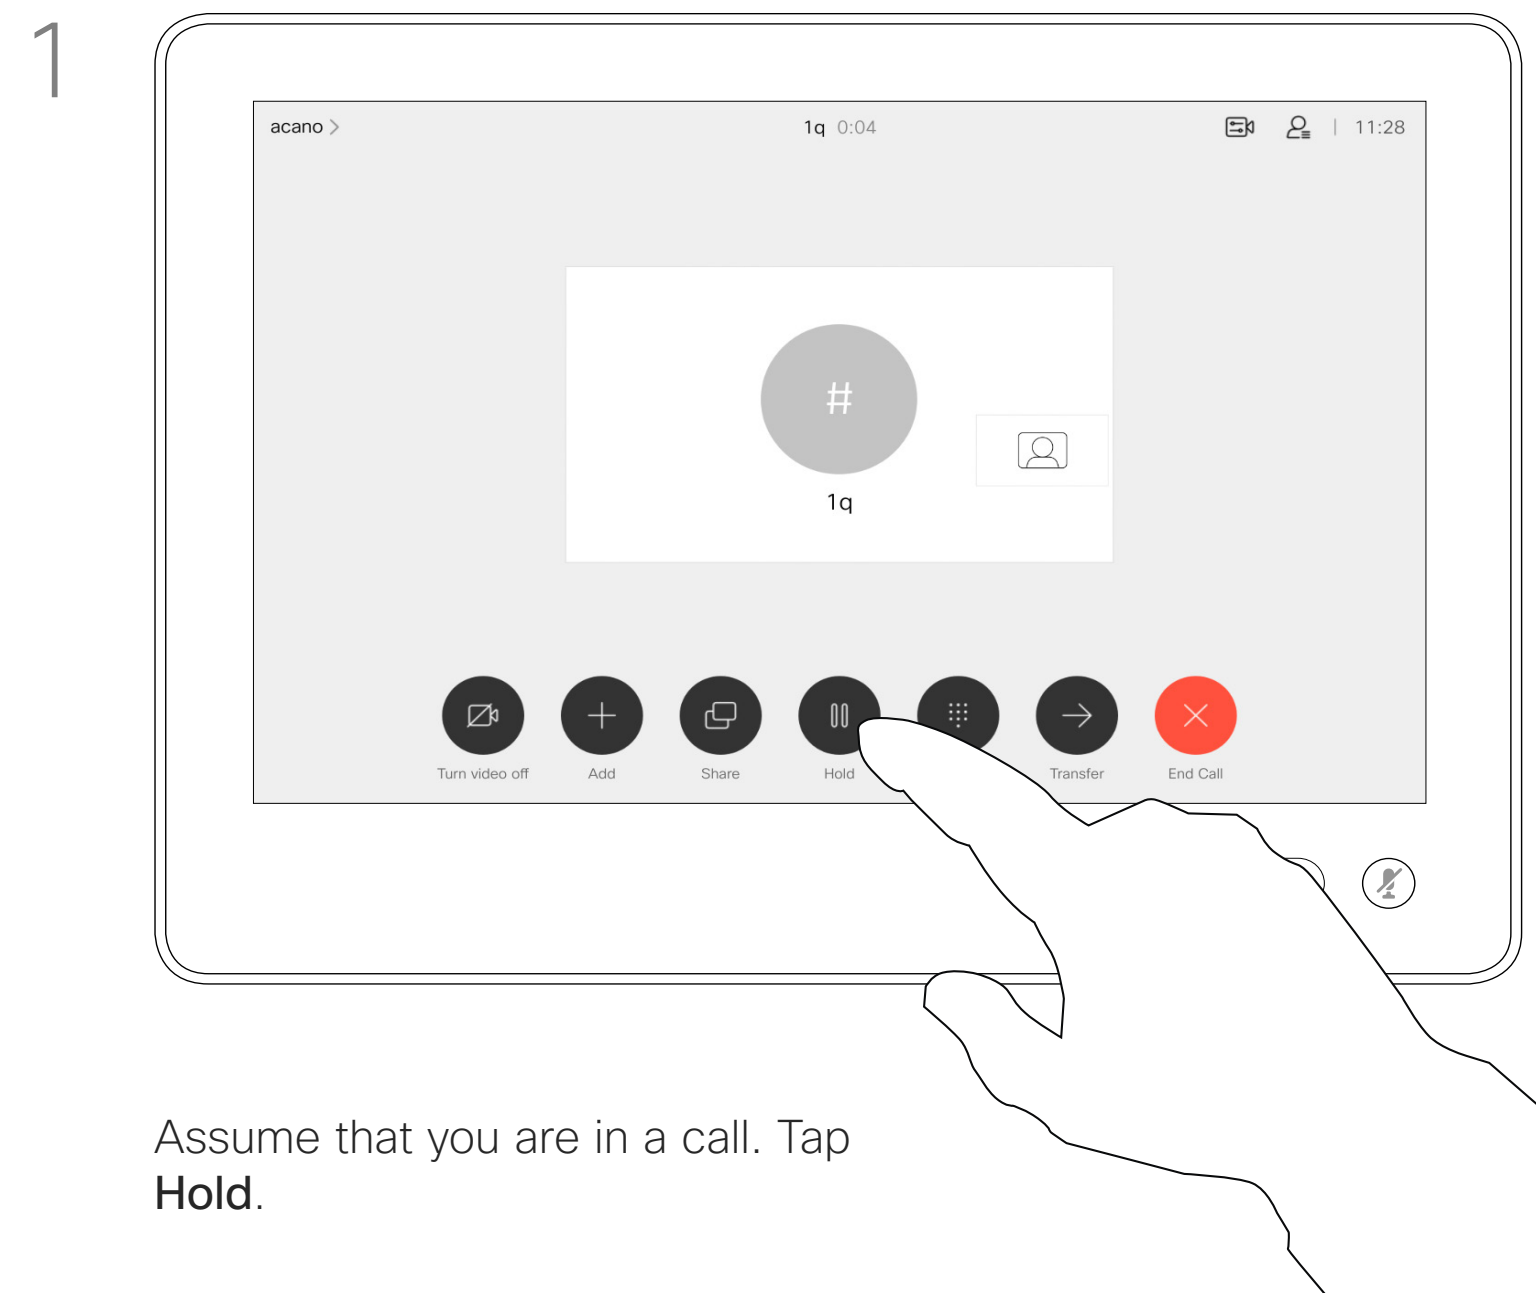 1
acano
1q 0:04
11:28
#
1q
Turn video off
Add
Share
Hold
Transfer
End Call
Assume that you are in a call. Tap
Hold.